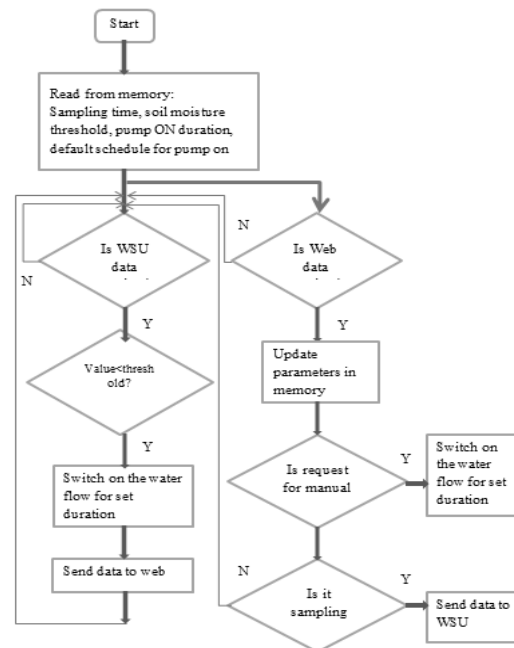 Start
Read from memory:
Sampling time, soil moisture
threshold, pump ON duration,
default schedule for pump on
Is WSU
data
N
Y
Value<thresh
old?
Y
Switch on the water
flow for set
duration
Send data to web
Is Web
data
N
Y
Update
parameters in
memory
Is request
for manual
Y
Switch on
the water
flow for set
duration
Is it
sampling
N
Y
Send data to
WSU